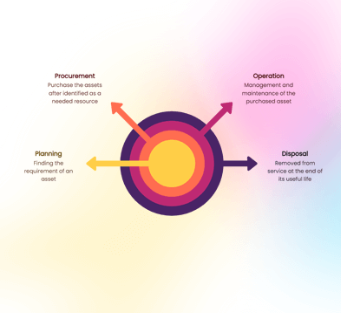 Procurement
Purchase the assets
after identified as a
needed resource
Operation
Management and
maintenance of the
purchased asset
Planning
Finding the
requirement of an
asset
Disposal
Removed from
service at the end of
its useful life